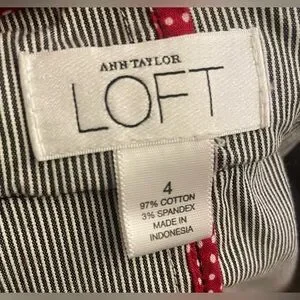 ANN TAYLOR
LOFT
4
97% COTTON
3% SPANDEX
MADE IN
INDONESIA